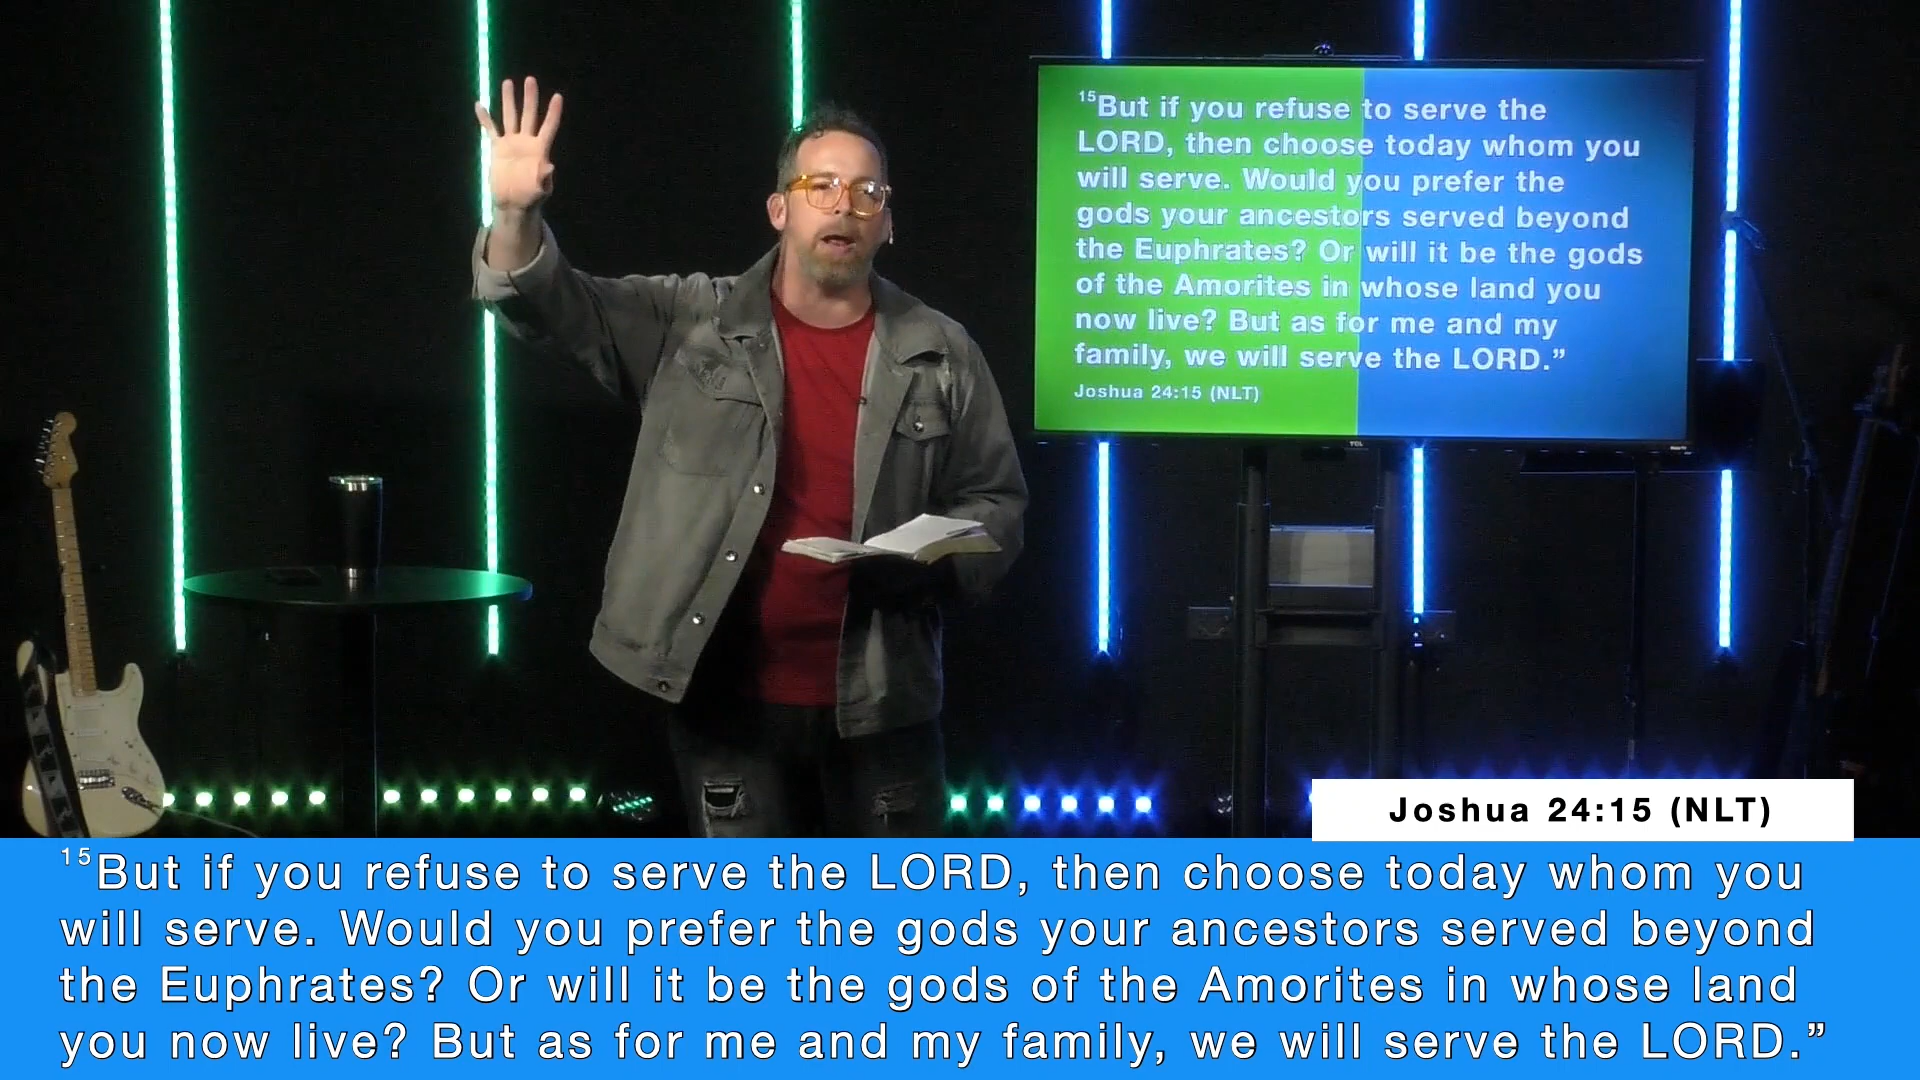 ¹⁵But if you refuse to serve the
LORD, then choose today whom you
will serve. Would you prefer the
gods your ancestors served beyond
the Euphrates? Or will it be the gods
of the Amorites in whose land you
now live? But as for me and my
family, we will serve the LORD.”
Joshua 24:15 (NLT)
TCL
Joshua 24:15 (NLT)
¹⁵But if you refuse to serve the LORD, then choose today whom you
will serve. Would you prefer the gods your ancestors served beyond
the Euphrates? Or will it be the gods of the Amorites in whose land
you now live? But as for me and my family, we will serve the LORD.”